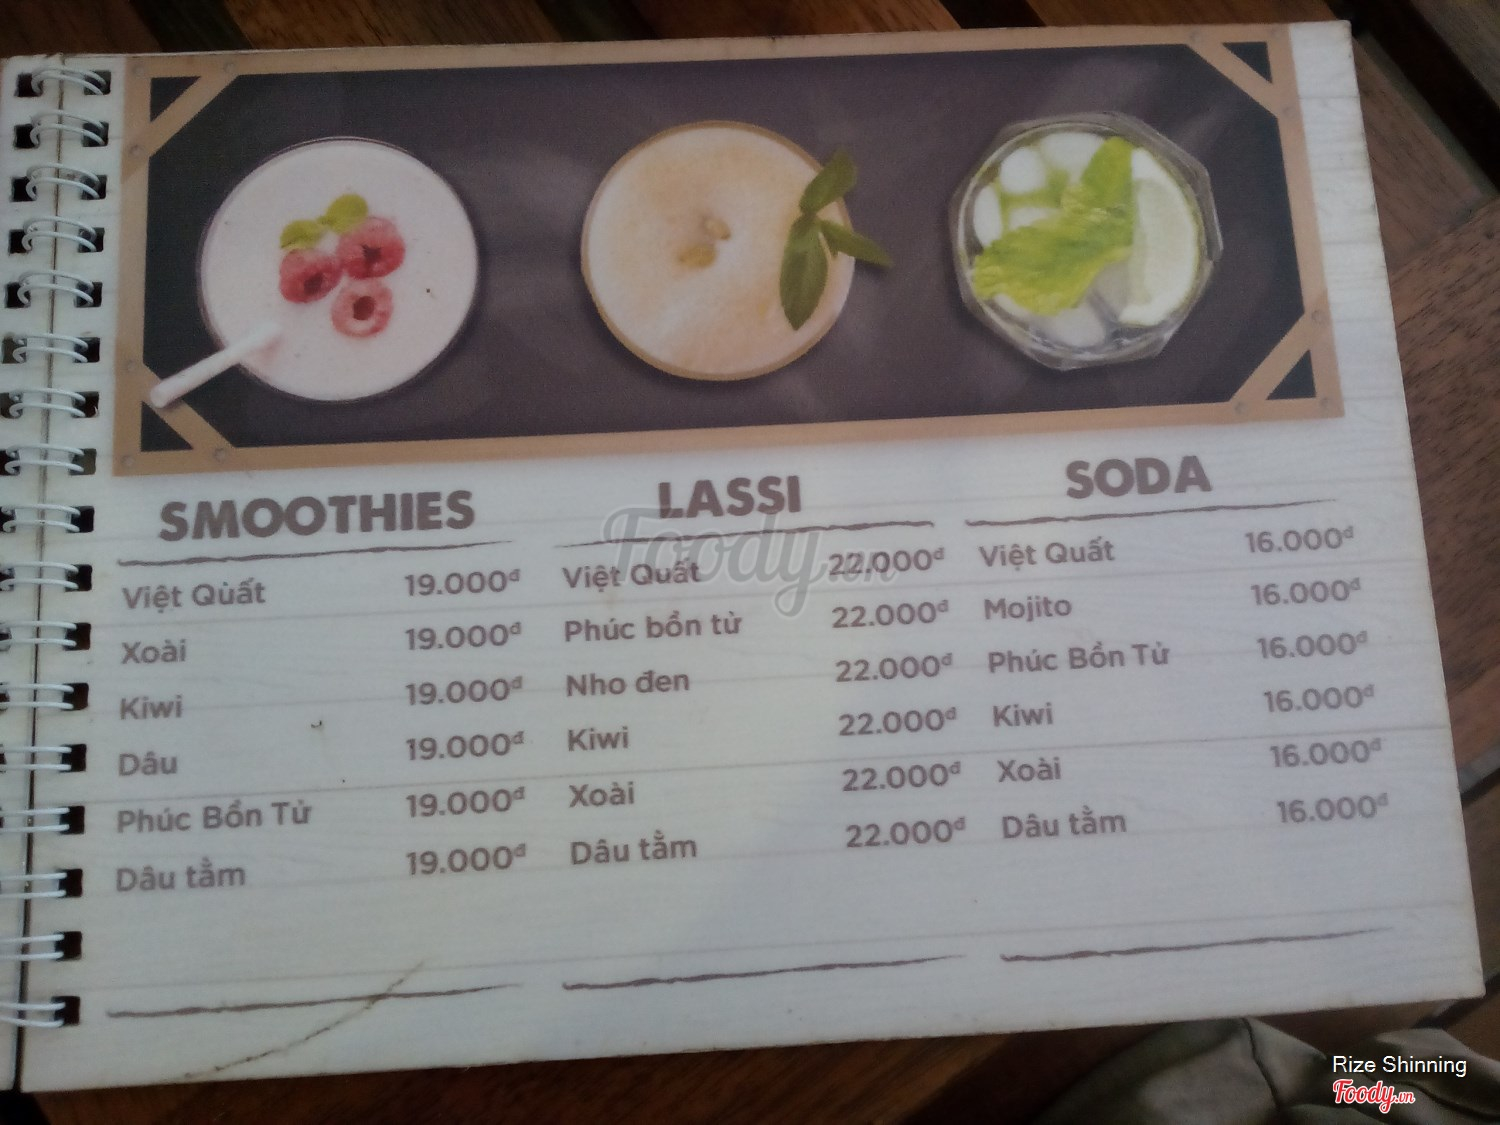 SMOOTHIES
Việt Quất 19.000đ
Xoài 19.000đ
Kiwi 19.000đ
Dâu 19.000đ
Phúc Bồn Tử 19.000đ
Dâu tằm 19.000đ
LASSI
Việt Quất 22.000đ
Phúc bồn tử 22.000đ
Nho đen 22.000đ
Kiwi 22.000đ
Xoài 22.000đ
Dâu tằm 22.000đ
SODA
Việt Quất 16.000đ
Mojito 16.000đ
Phúc Bồn Tử 16.000đ
Kiwi 16.000đ
Xoài 16.000đ
Dâu tằm 16.000đ
Foody.vn
Rize Shinning
Foody.vn